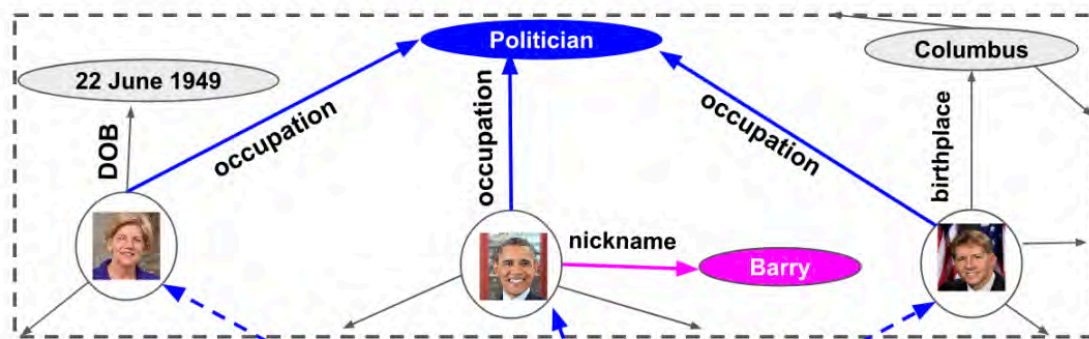 Politician
Columbus
22 June 1949
DOB
occupation
occupation
occupation
birthplace
nickname
Barry